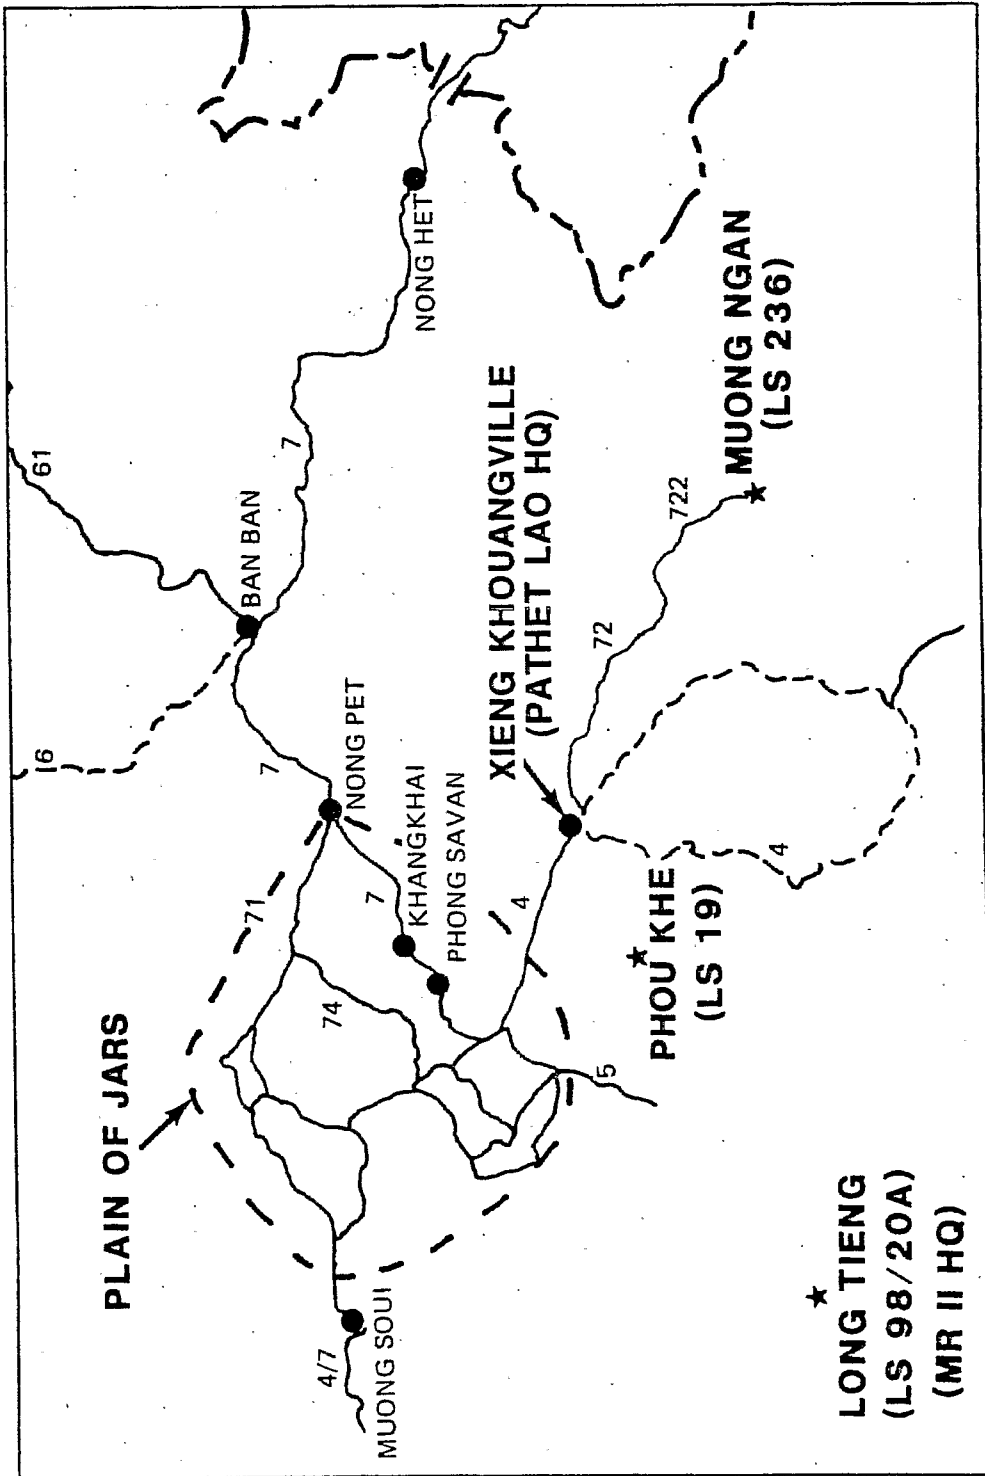 PLAIN OF JARS
6
61
BAN BAN
7
7
NONG HET
71
NONG PET
74
7
KHANGKHAI
PHONG SAVAN
4/7
MUONG SOUI
XIENG KHOUANGVILLE
(PATHET LAO HQ)
4
72
722
MUONG NGAN
(LS 236)
5
PHOU KHE
(LS 19)
4
LONG TIENG
(LS 98/20A)
(MR II HQ)